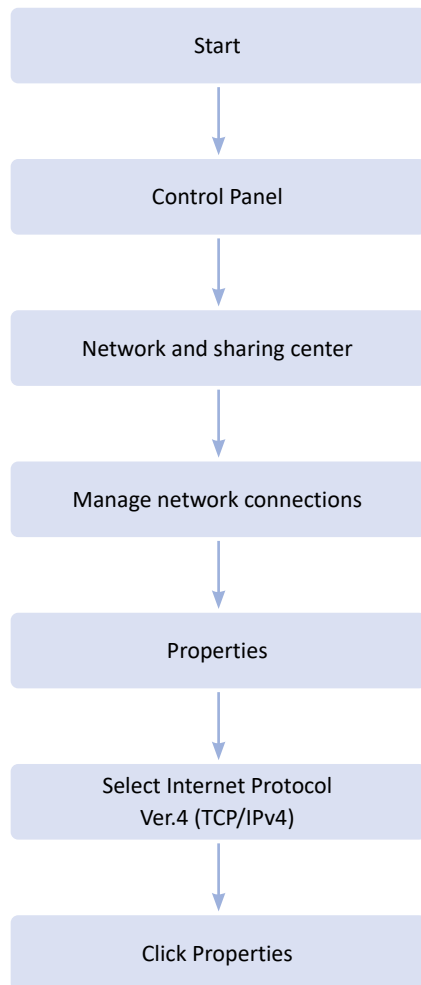 Start
Control Panel
Network and sharing center
Manage network connections
Properties
Select Internet Protocol
Ver.4 (TCP/IPv4)
Click Properties